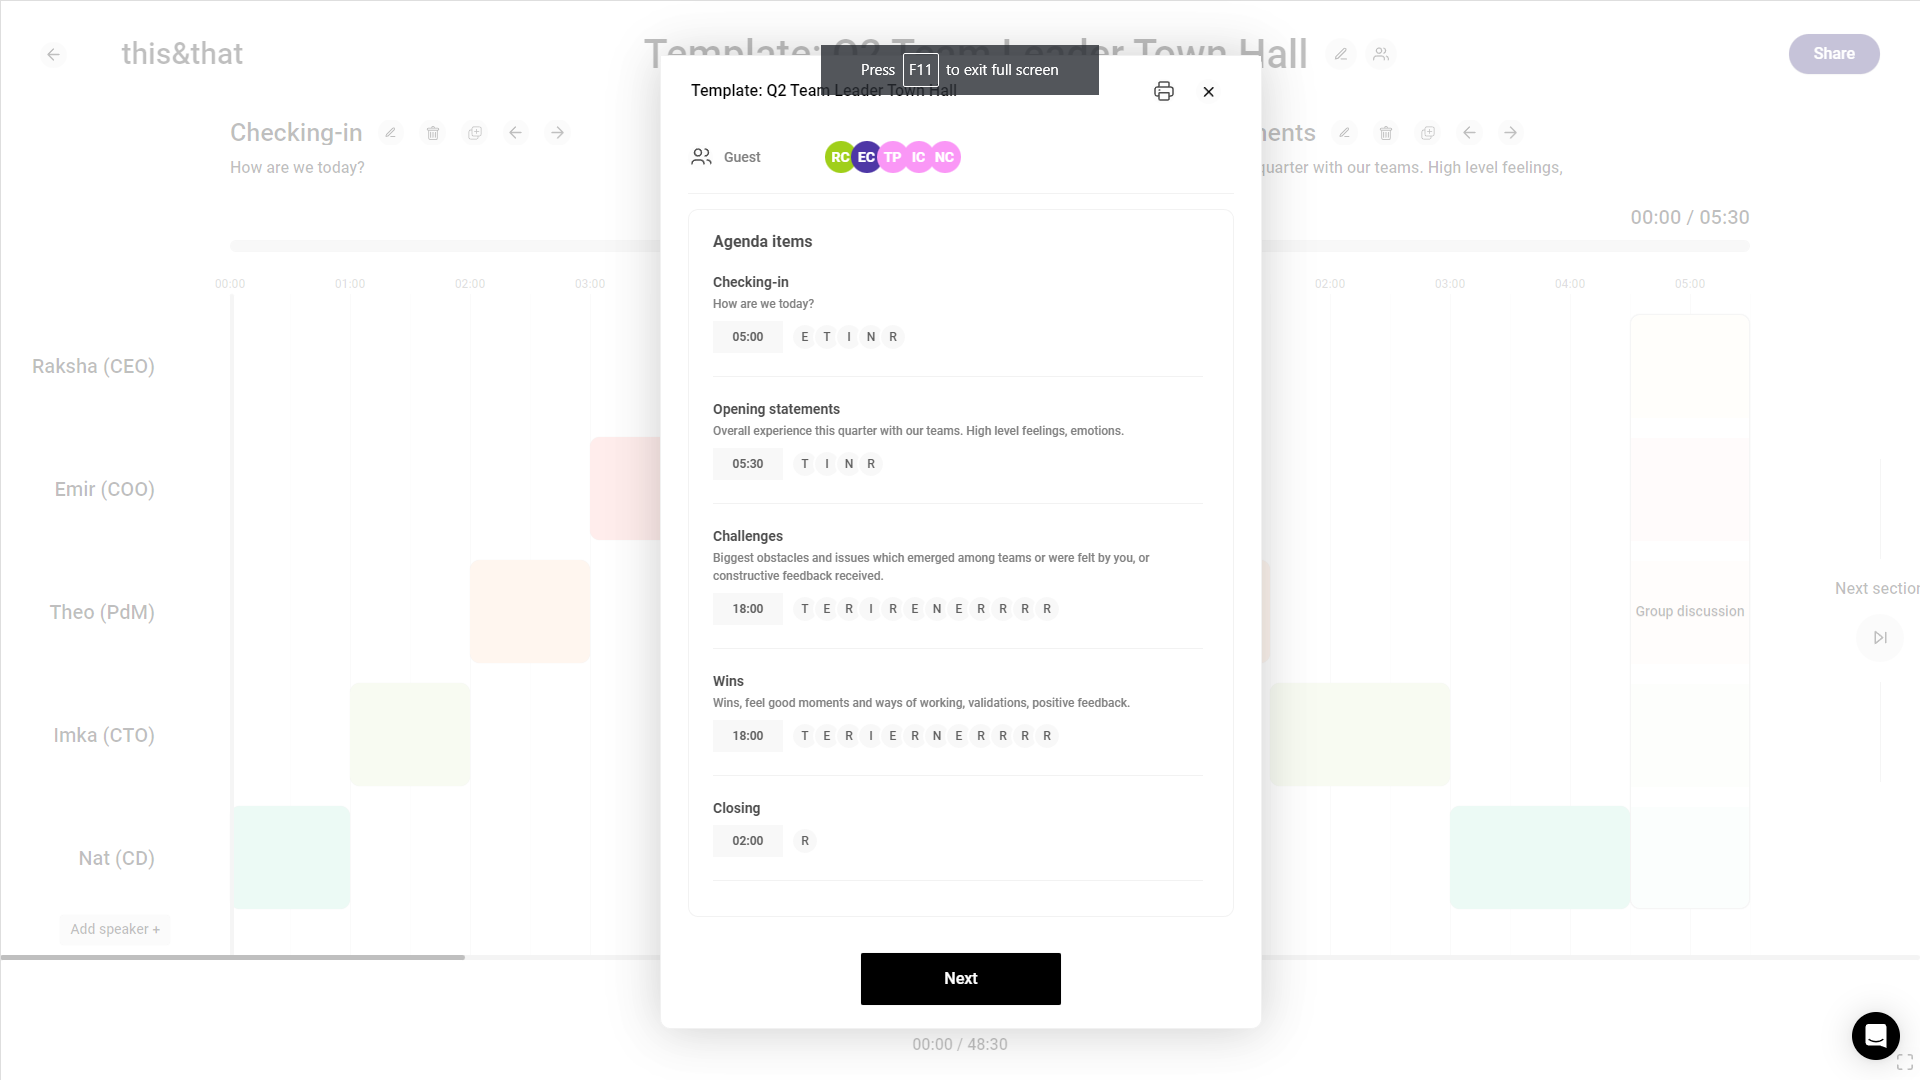 this&that
Template: Q2 Team Leader Town Hall
Share
Press F11 to exit full screen
Template: Q2 Team Leader Town Hall
Checking-in
How are we today?
Guest
RC EC TP IC NC
quarter with our teams. High level feelings,
00:00 / 05:30
00:00 01:00 02:00 03:00
02:00 03:00 04:00 05:00
Raksha (CEO)
Emir (COO)
Theo (PdM)
Imka (CTO)
Nat (CD)
Add speaker +
Agenda items
Checking-in
How are we today?
05:00 E T I N R
Opening statements
Overall experience this quarter with our teams. High level feelings, emotions.
05:30 T I N R
Challenges
Biggest obstacles and issues which emerged among teams or were felt by you, or
constructive feedback received.
18:00 T E R I R E N E R R R R
Wins
Wins, feel good moments and ways of working, validations, positive feedback.
18:00 T E R I E R N E R R R R
Closing
02:00 R
Next
Group discussion
Next section
00:00 / 48:30